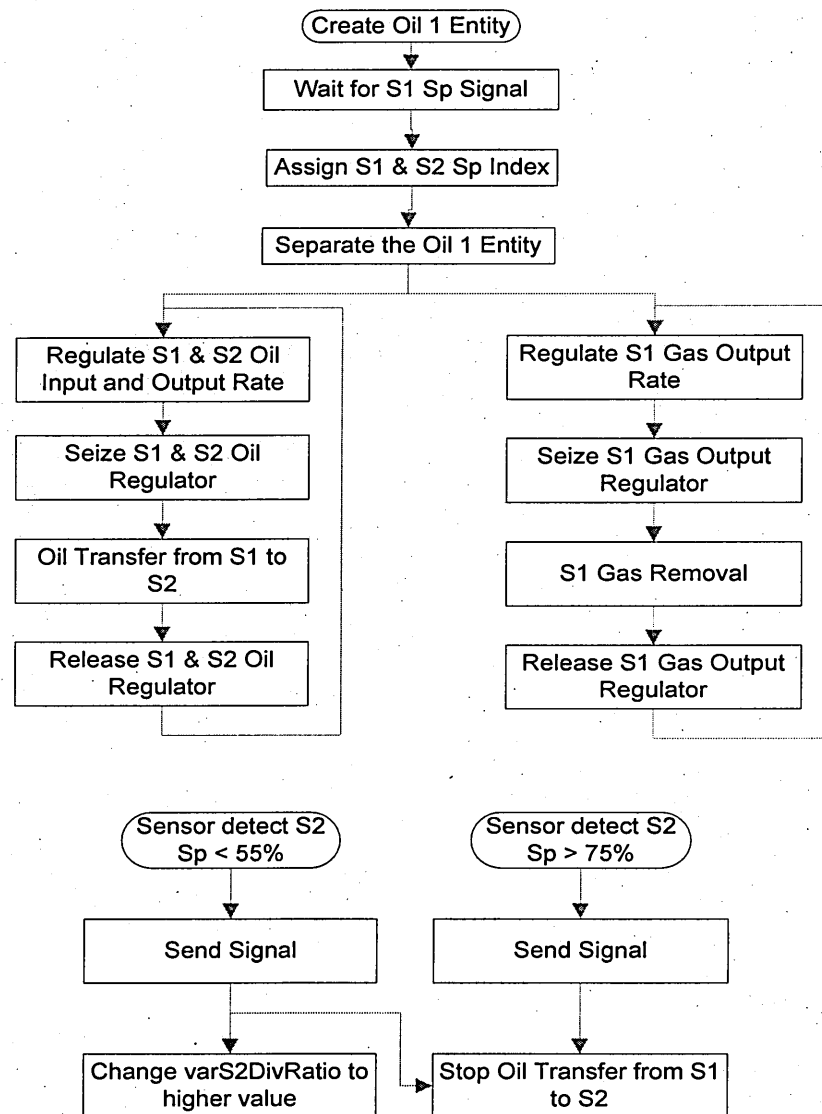 Create Oil 1 Entity
Wait for S1 Sp Signal
Assign S1 & S2 Sp Index
Separate the Oil 1 Entity
Regulate S1 & S2 Oil
Input and Output Rate
Seize S1 & S2 Oil
Regulator
Oil Transfer from S1 to
S2
Release S1 & S2 Oil
Regulator
Regulate S1 Gas Output
Rate
Seize S1 Gas Output
Regulator
S1 Gas Removal
Release S1 Gas Output
Regulator
Sensor detect S2
Sp < 55%
Send Signal
Change varS2DivRatio to
higher value
Sensor detect S2
Sp > 75%
Send Signal
Stop Oil Transfer from S1
to S2